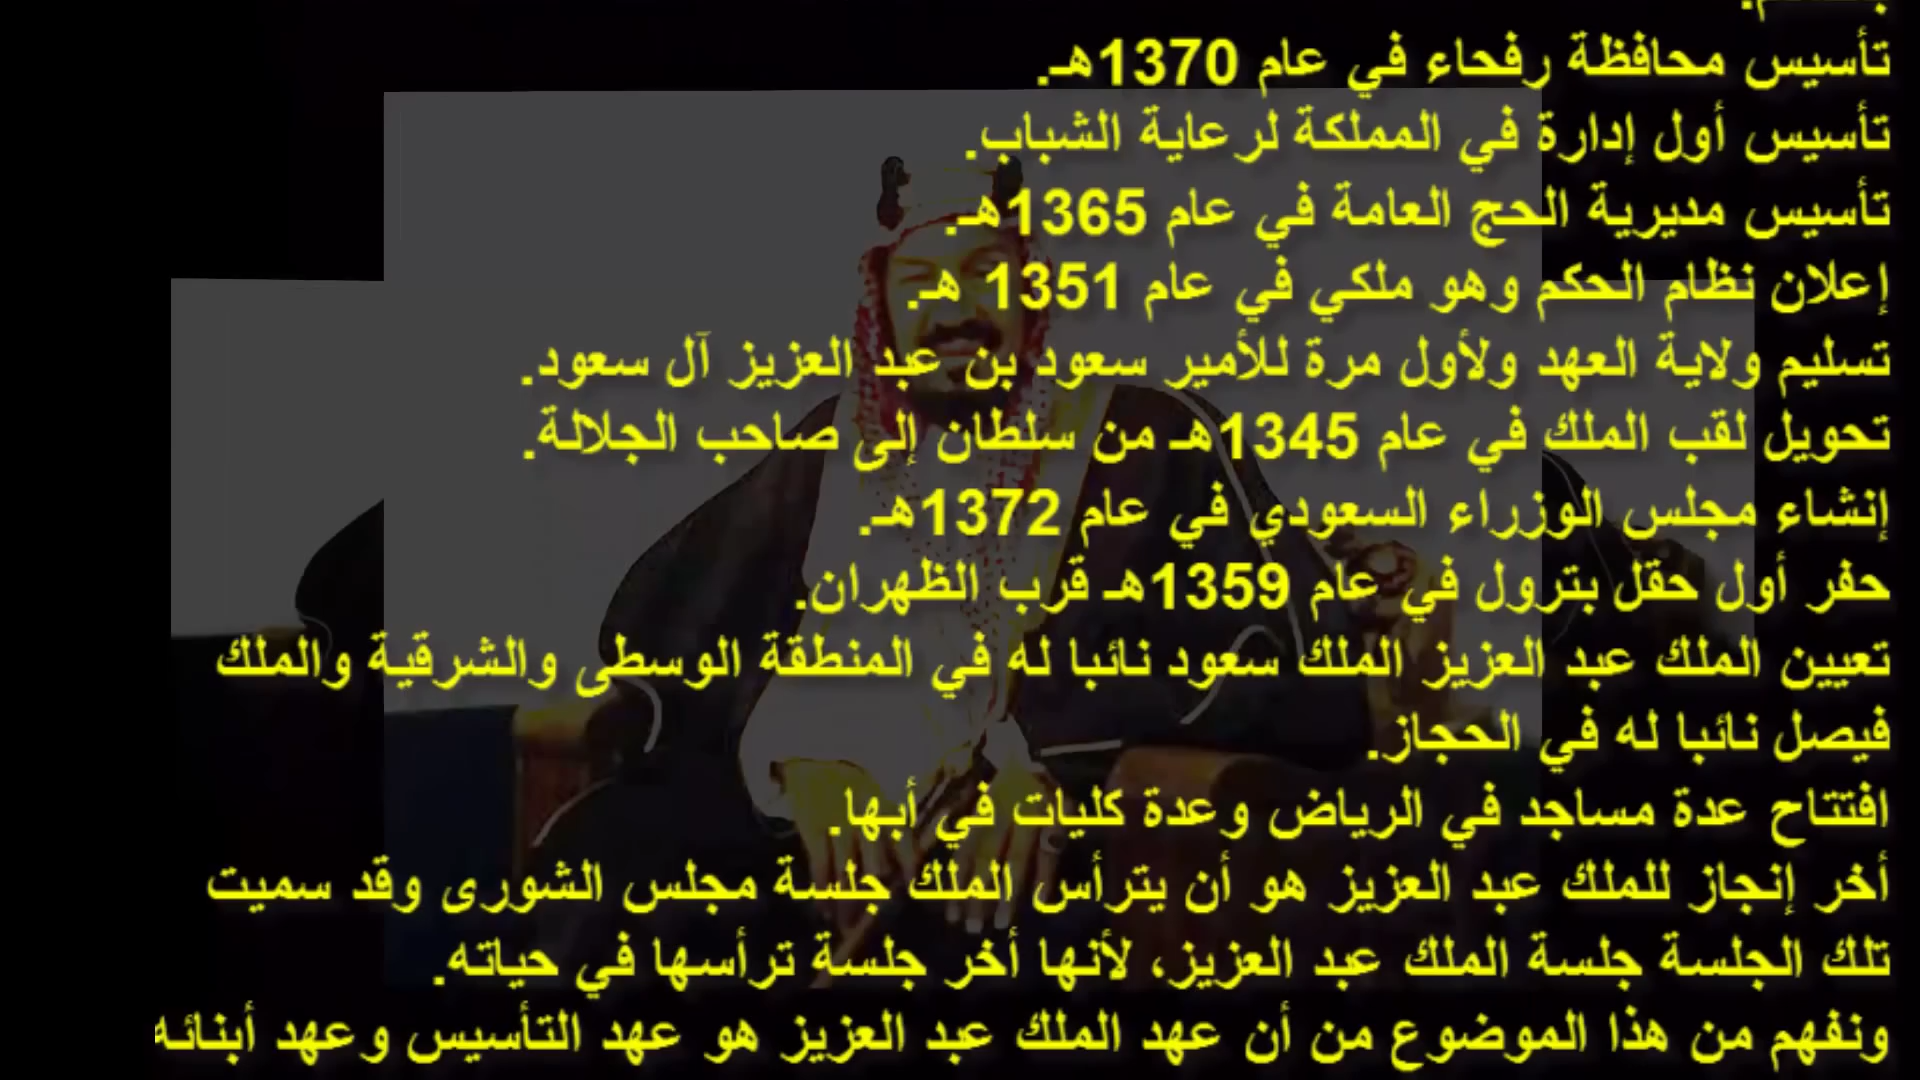 تأسيس محافظة رفحاء في عام 1370هـ.
تأسيس أول إدارة في المملكة لرعاية الشباب.
تأسيس مديرية الحج العامة في عام 1365هـ.
إعلان نظام الحكم وهو ملكي في عام 1351 هـ.
تسليم ولاية العهد ولأول مرة للأمير سعود بن عبد العزيز آل سعود.
تحويل لقب الملك في عام 1345هـ من سلطان إلى صاحب الجلالة.
إنشاء مجلس الوزراء السعودي في عام 1372هـ.
حفر أول حقل بترول في عام 1359هـ قرب الظهران.
تعيين الملك عبد العزيز الملك سعود نائبا له في المنطقة الوسطى والشرقية والملك
فيصل نائبا له في الحجاز.
افتتاح عدة مساجد في الرياض وعدة كليات في أبها.
أخر إنجاز للملك عبد العزيز هو أن يترأس الملك جلسة مجلس الشورى وقد سميت
تلك الجلسة جلسة الملك عبد العزيز، لأنها أخر جلسة ترأسها في حياته.
ونفهم من هذا الموضوع من أن عهد الملك عبد العزيز هو عهد التأسيس وعهد أبنائه